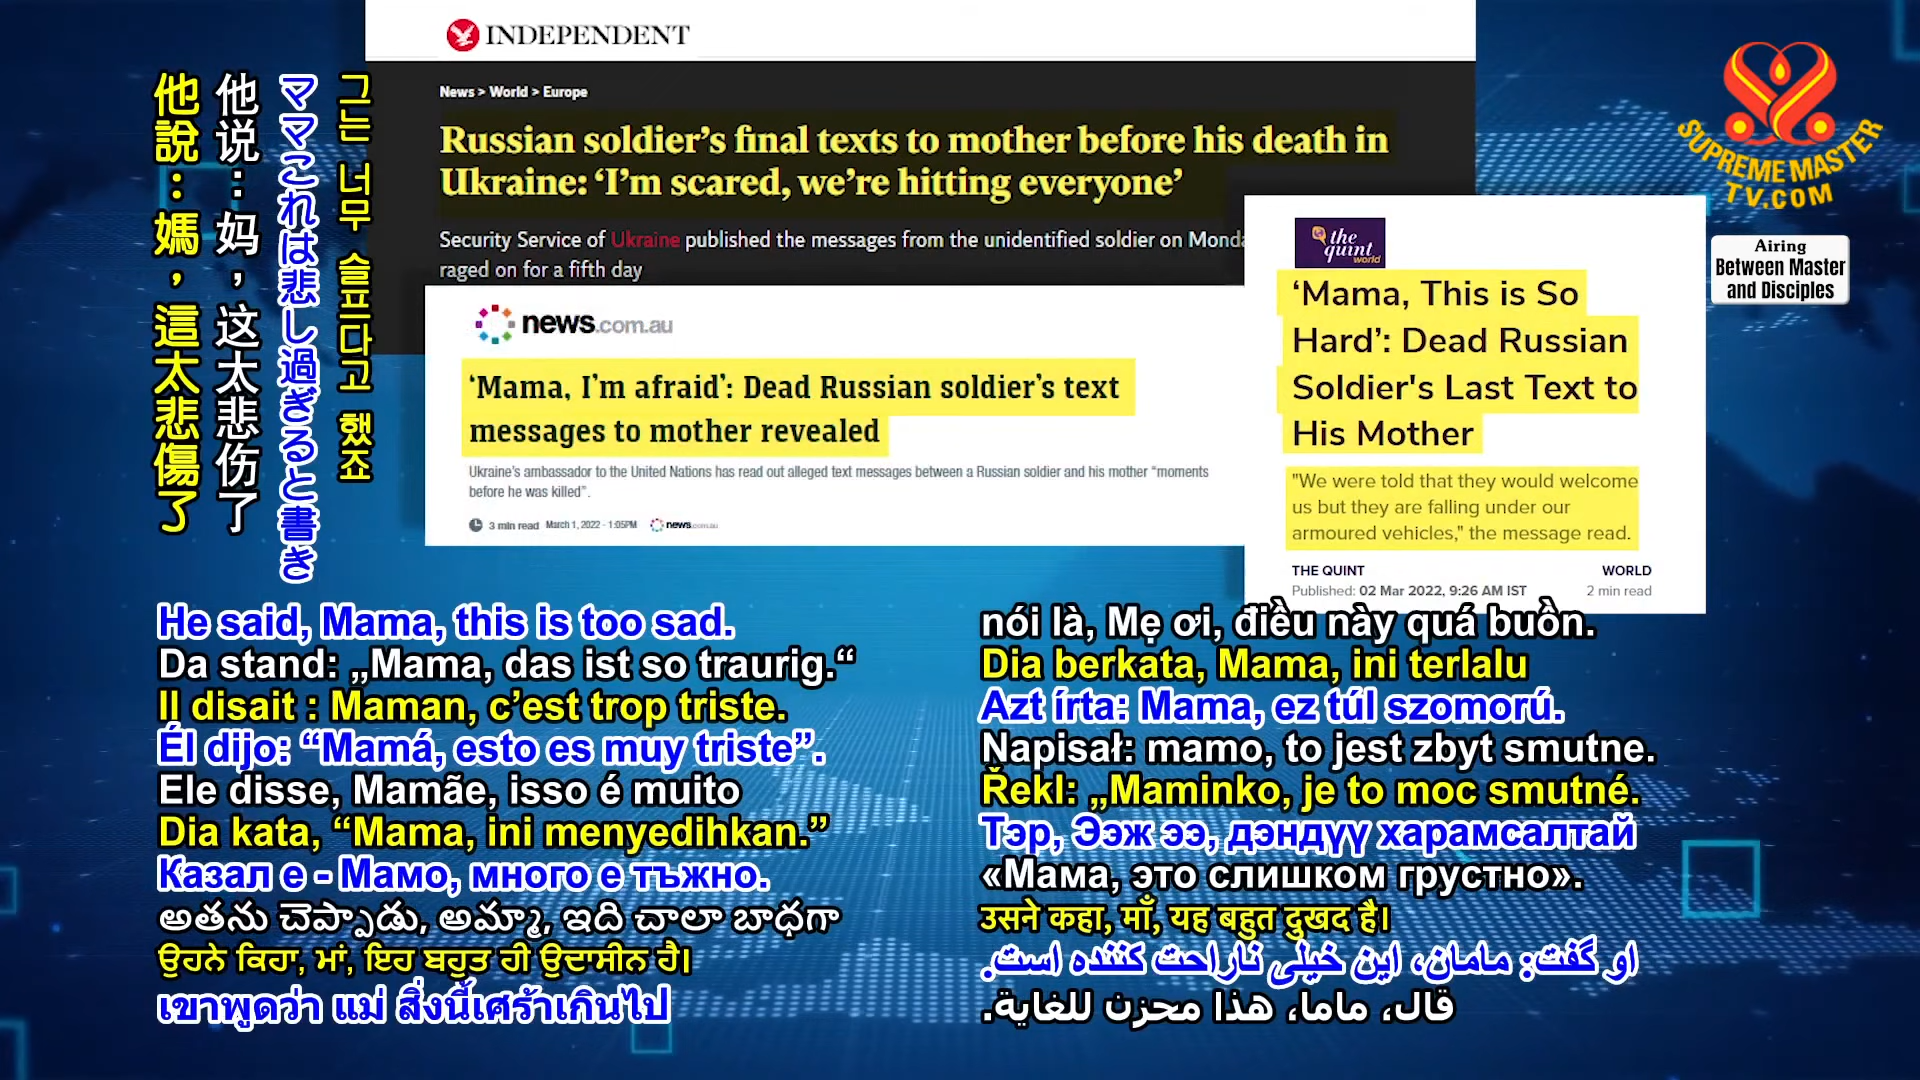 INDEPENDENT
News > World > Europe
Russian soldier’s final texts to mother before his death in
Ukraine: ‘I’m scared, we’re hitting everyone’
Security Service of Ukraine published the messages from the unidentified soldier on Monda
raged on for a fifth day
news.com.au
‘Mama, I’m afraid’: Dead Russian soldier’s text
messages to mother revealed
Ukraine’s ambassador to the United Nations has read out alleged text messages between a Russian soldier and his mother “moments
before he was killed”.
3 min read March 1, 2022 - 1:05PM news.com.au
the
quint
world
‘Mama, This is So
Hard’: Dead Russian
Soldier's Last Text to
His Mother
"We were told that they would welcome
us but they are falling under our
armoured vehicles," the message read.
THE QUINT WORLD
Published: 02 Mar 2022, 9:26 AM IST 2 min read
SUPREME MASTER
TV.COM
Airing
Between Master
and Disciples
그는 너무 슬프다고 했죠
ママこれは悲し過ぎると書き
他说：妈，这太悲伤了
他說：媽，這太悲傷了
He said, Mama, this is too sad.
Da stand: „Mama, das ist so traurig.“
Il disait : Maman, c’est trop triste.
Él dijo: “Mamá, esto es muy triste”.
Ele disse, Mamãe, isso é muito
Dia kata, “Mama, ini menyedihkan.”
Казал е - Мамо, много е тъжно.
అతను చెప్పాడు, అమ్మా, ఇది చాలా బాధగా
ਉਹਨੇ ਕਿਹਾ, ਮਾਂ, ਇਹ ਬਹੁਤ ਹੀ ਉਦਾਸੀਨ ਹੈ।
เขาพูดว่า แม่ สิ่งนี้เศร้าเกินไป
nói là, Mẹ ơi, điều này quá buồn.
Dia berkata, Mama, ini terlalu
Azt írta: Mama, ez túl szomorú.
Napisał: mamo, to jest zbyt smutne.
Řekl: „Maminko, je to moc smutné.
Тэр, Ээж ээ, дэндүү харамсалтай
«Мама, это слишком грустно».
उसने कहा, माँ, यह बहुत दुखद है।
او گفت: مامان، این خیلی ناراحت کننده است.
قال، ماما، هذا محزن للغاية.